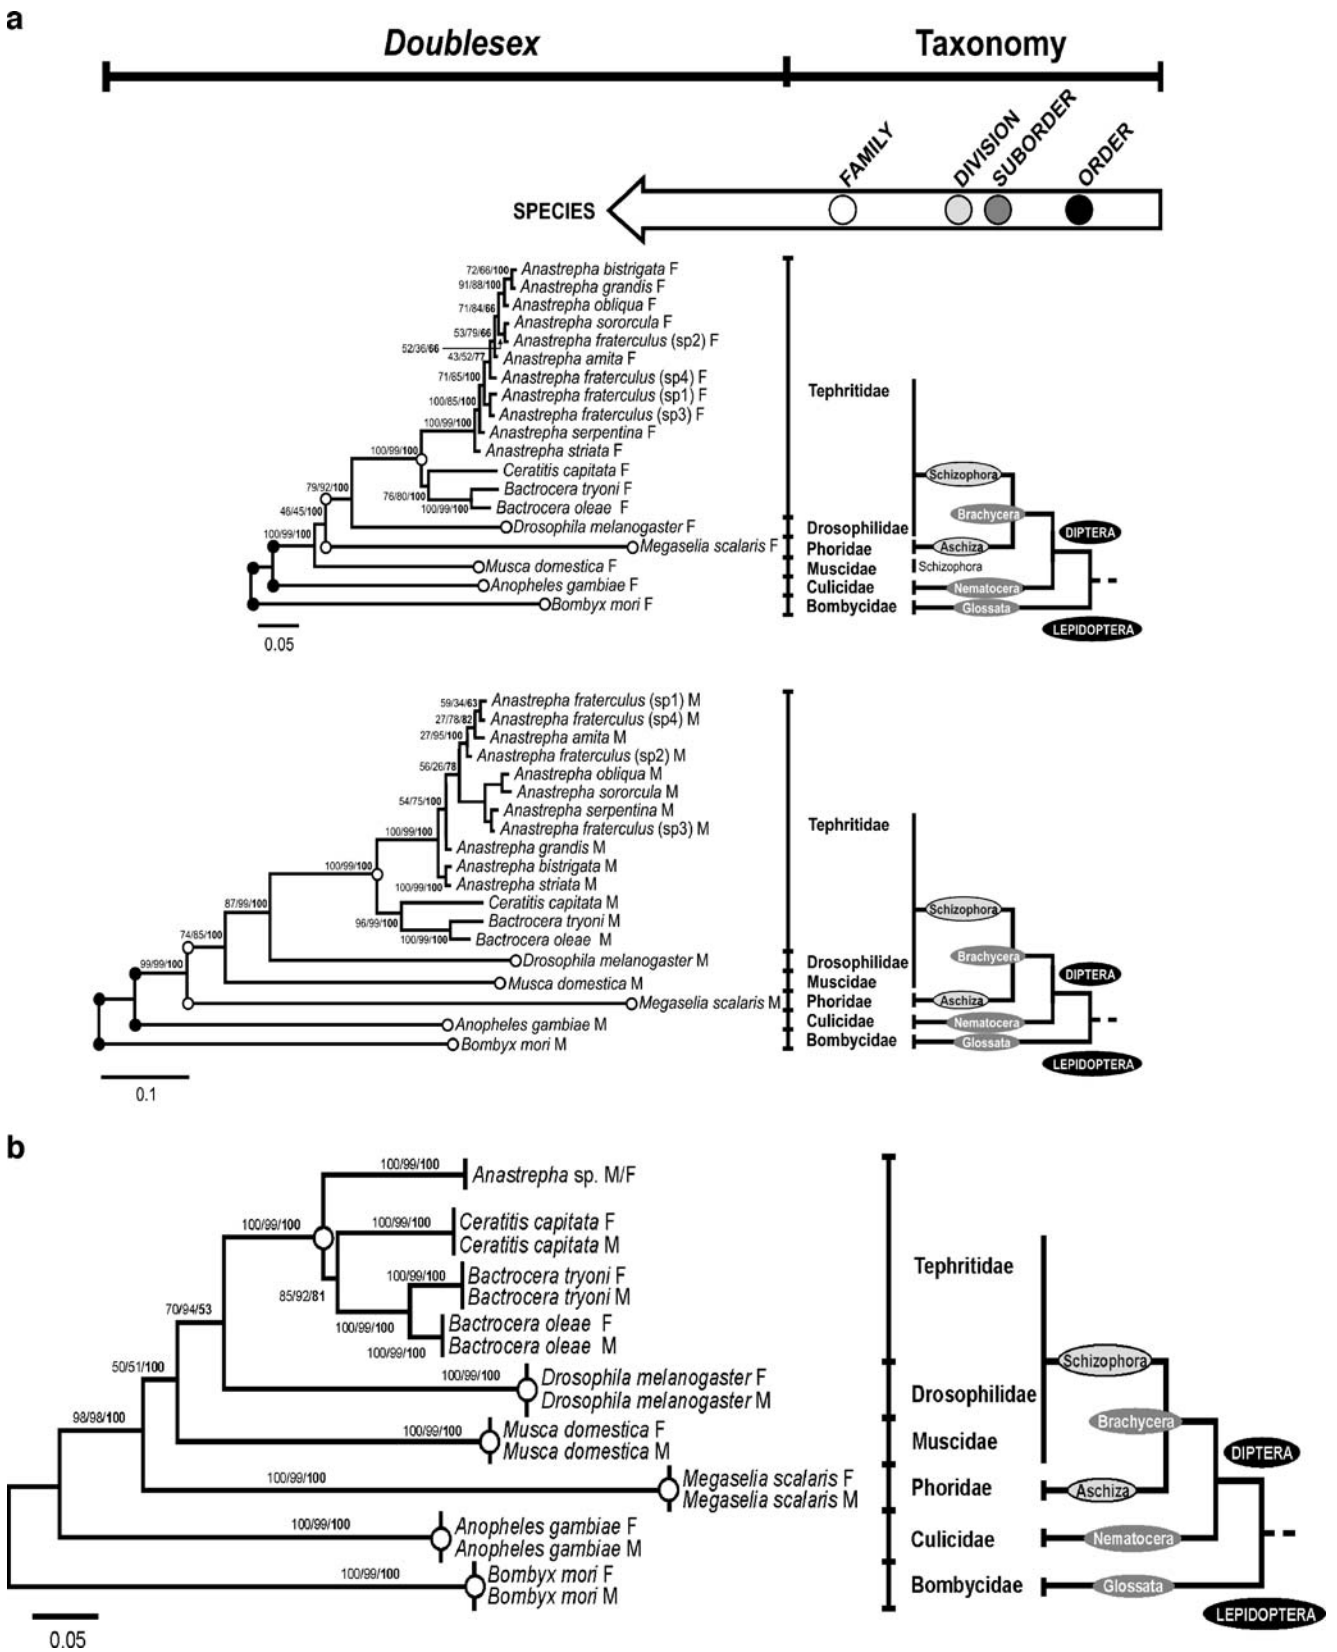 a
Doublesex
Taxonomy
FAMILY
DIVISION
SUBORDER
ORDER
SPECIES
72/66/100
Anastrepha bistrigata F
91/88/100
Anastrepha grandis F
Anastrepha obliqua F
71/84/66
Anastrepha sororcula F
53/79/66
Anastrepha fraterculus (sp2) F
52/36/66
43/52/77
Anastrepha amita F
71/85/100
Anastrepha fraterculus (sp4) F
Anastrepha fraterculus (sp1) F
100/85/100
Anastrepha fraterculus (sp3) F
100/99/100
Anastrepha serpentina F
Anastrepha striata F
100/99/100
Ceratitis capitata F
76/80/100
Bactrocera tryoni F
100/99/100
Bactrocera oleae F
79/92/100
46/45/100
Drosophila melanogaster F
100/99/100
Megaselia scalaris F
Musca domestica F
Anopheles gambiae F
Bombyx mori F
0.05
Tephritidae
Drosophilidae
Phoridae
Muscidae
Culicidae
Bombycidae
Schizophora
Brachycera
Aschiza
Schizophora
Nematocera
Glossata
DIPTERA
LEPIDOPTERA
59/34/63
Anastrepha fraterculus (sp1) M
27/78/82
Anastrepha fraterculus (sp4) M
27/95/100
Anastrepha amita M
Anastrepha fraterculus (sp2) M
56/26/78
Anastrepha obliqua M
Anastrepha sororcula M
54/75/100
Anastrepha serpentina M
Anastrepha fraterculus (sp3) M
100/99/100
Anastrepha grandis M
Anastrepha bistrigata M
100/99/100
Anastrepha striata M
100/99/100
Ceratitis capitata M
96/99/100
Bactrocera tryoni M
100/99/100
Bactrocera oleae M
87/99/100
Drosophila melanogaster M
74/85/100
Musca domestica M
99/99/100
Megaselia scalaris M
Anopheles gambiae M
Bombyx mori M
0.1
Tephritidae
Drosophilidae
Muscidae
Phoridae
Culicidae
Bombycidae
Schizophora
Brachycera
Aschiza
Nematocera
Glossata
DIPTERA
LEPIDOPTERA
b
100/99/100
Anastrepha sp. M/F
100/99/100
Ceratitis capitata F
Ceratitis capitata M
100/99/100
85/92/81
100/99/100
Bactrocera tryoni F
Bactrocera tryoni M
100/99/100
Bactrocera oleae F
Bactrocera oleae M
100/99/100
70/94/53
100/99/100
Drosophila melanogaster F
Drosophila melanogaster M
50/51/100
100/99/100
Musca domestica F
Musca domestica M
98/98/100
100/99/100
Megaselia scalaris F
Megaselia scalaris M
100/99/100
Anopheles gambiae F
Anopheles gambiae M
100/99/100
Bombyx mori F
Bombyx mori M
0.05
Tephritidae
Drosophilidae
Muscidae
Phoridae
Culicidae
Bombycidae
Schizophora
Brachycera
Aschiza
Nematocera
Glossata
DIPTERA
LEPIDOPTERA